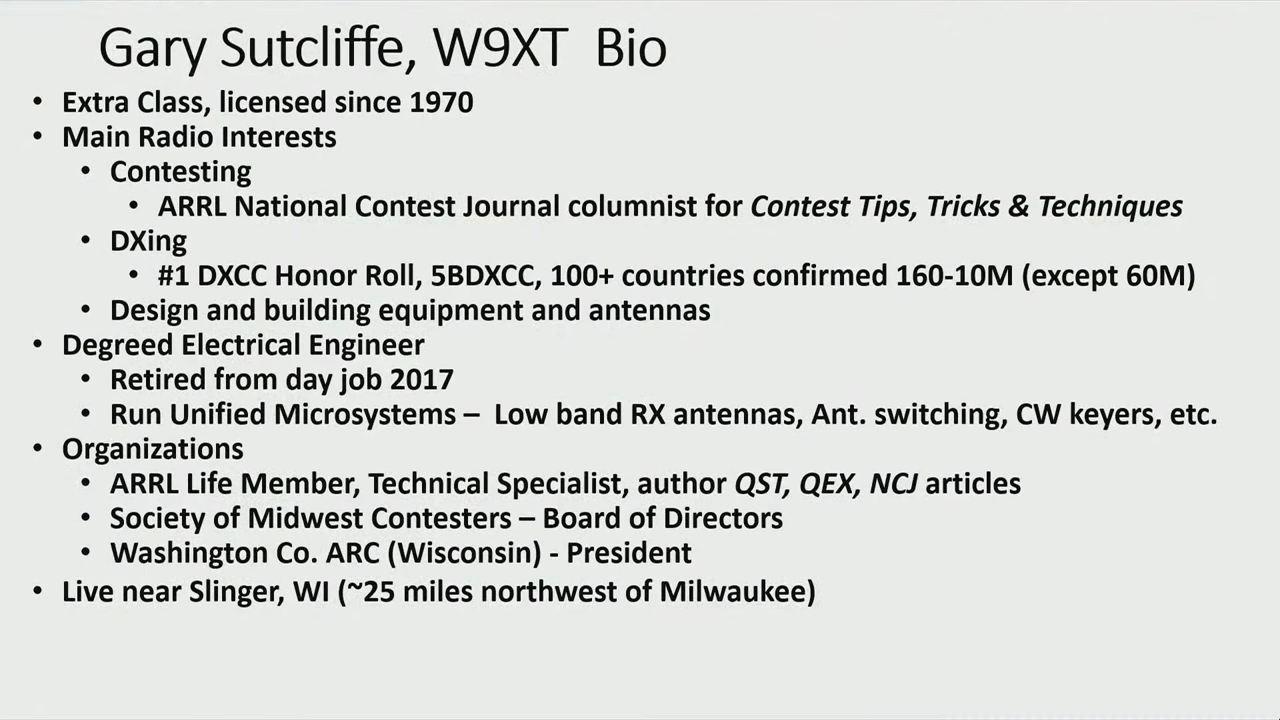 Gary Sutcliffe, W9XT Bio
• Extra Class, licensed since 1970
• Main Radio Interests
• Contesting
• ARRL National Contest Journal columnist for Contest Tips, Tricks & Techniques
• DXing
• #1 DXCC Honor Roll, 5BDXCC, 100+ countries confirmed 160-10M (except 60M)
• Design and building equipment and antennas
• Degreed Electrical Engineer
• Retired from day job 2017
• Run Unified Microsystems – Low band RX antennas, Ant. switching, CW keyers, etc.
• Organizations
• ARRL Life Member, Technical Specialist, author QST, QEX, NCJ articles
• Society of Midwest Contesters – Board of Directors
• Washington Co. ARC (Wisconsin) - President
• Live near Slinger, WI (~25 miles northwest of Milwaukee)